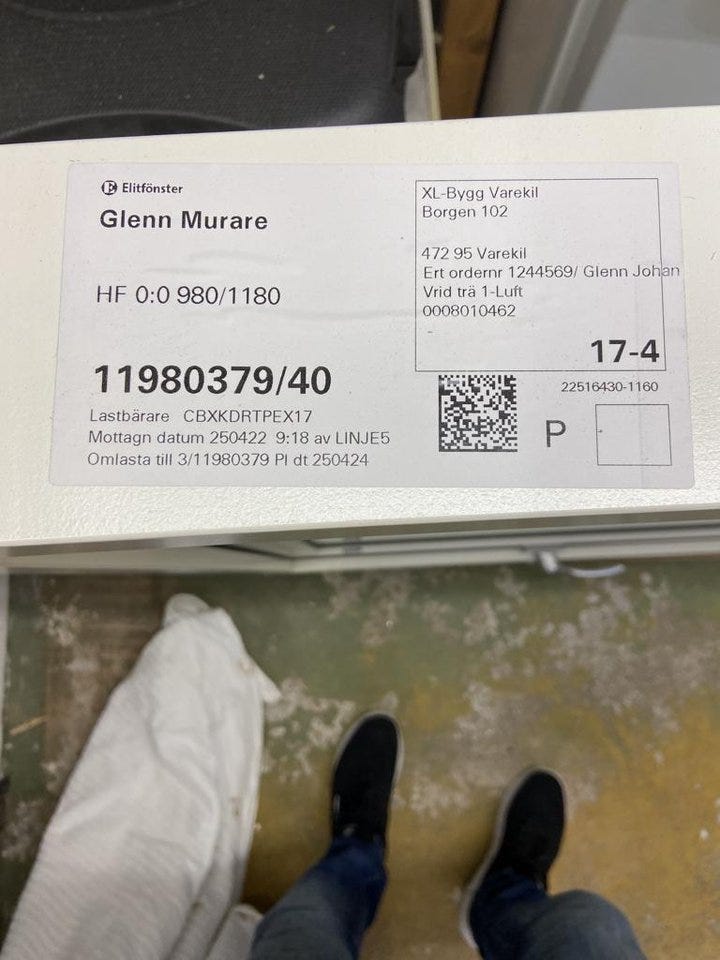 Elitfönster
Glenn Murare
HF 0:0 980/1180
11980379/40
Lastbärare CBXKDRTPEX17
Mottagn datum 250422 9:18 av LINJE5
Omlasta till 3/11980379 Pl dt 250424
XL-Bygg Varekil
Borgen 102
472 95 Varekil
Ert ordernr 1244569/ Glenn Johan
Vrid trä 1-Luft
0008010462
17-4
22516430-1160
P